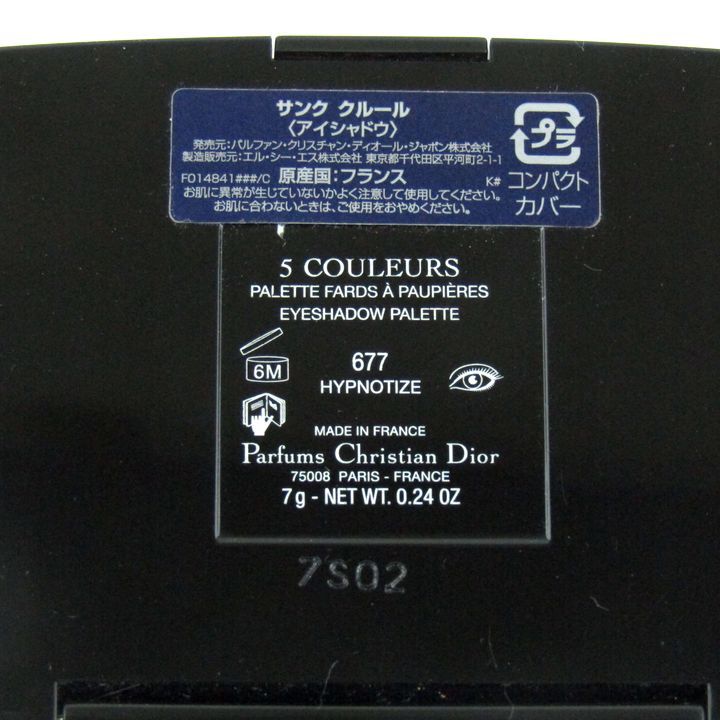 サンク クルール
〈アイシャドウ〉
発売元:パルファン・クリスチャン・ディオール・ジャポン株式会社
製造販売元:エル・シー・エス株式会社 東京都千代田区平河町2-1-1
F014841###/C 原産国:フランス K#
お肌に異常が生じていないかよく注意して使用してください。
お肌に合わないときは、ご使用をおやめください。
プラ
コンパクト
カバー
5 COULEURS
PALETTE FARDS À PAUPIÈRES
EYESHADOW PALETTE
6M
677
HYPNOTIZE
MADE IN FRANCE
Parfums Christian Dior
75008 PARIS - FRANCE
7 g - NET WT. 0.24 OZ
7S02